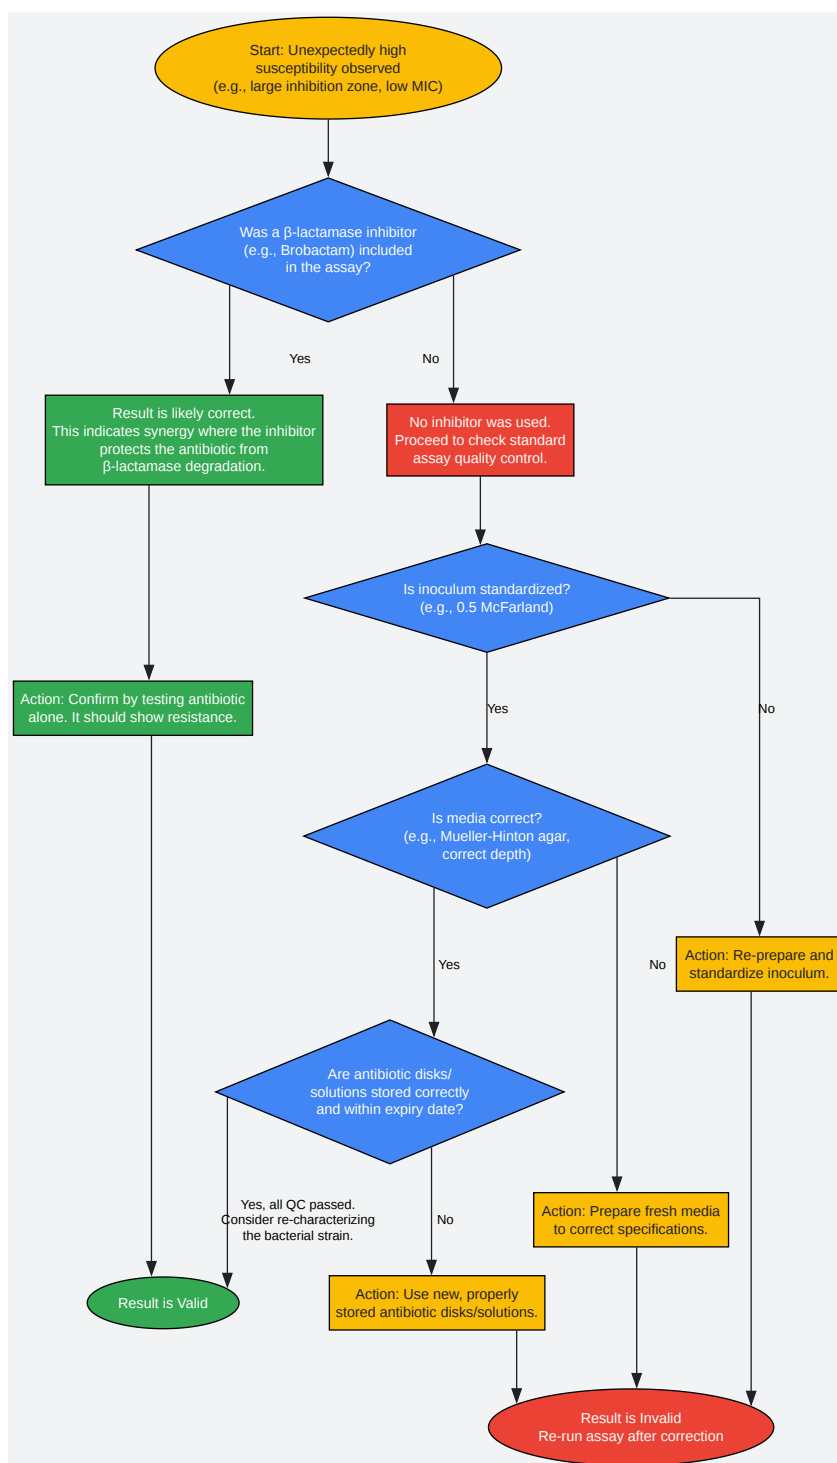 Start: Unexpectedly high
susceptibility observed
(e.g., large inhibition zone, low MIC)
Was a β-lactamase inhibitor
(e.g., Brobactam) included
in the assay?
Yes
No
Result is likely correct.
This indicates synergy where the inhibitor
protects the antibiotic from
β-lactamase degradation.
No inhibitor was used.
Proceed to check standard
assay quality control.
Is inoculum standardized?
(e.g., 0.5 McFarland)
Action: Confirm by testing antibiotic
alone. It should show resistance.
Yes
No
Is media correct?
(e.g., Mueller-Hinton agar,
correct depth)
Yes
No
Action: Re-prepare and
standardize inoculum.
Are antibiotic disks/
solutions stored correctly
and within expiry date?
Yes, all QC passed.
Consider re-characterizing
the bacterial strain.
No
Action: Prepare fresh media
to correct specifications.
Result is Valid
Action: Use new, properly
stored antibiotic disks/solutions.
Result is Invalid
Re-run assay after correction